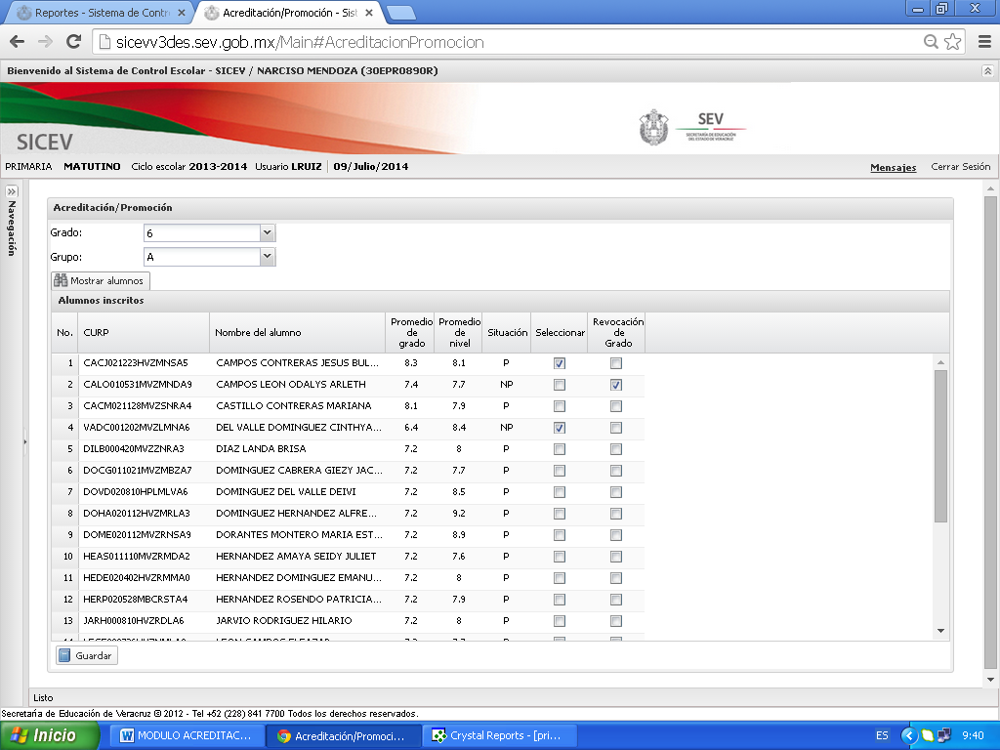 Reportes - Sistema de Contr
Acreditación/Promoción - Sist
sicevv3des.sev.gob.mx/Main#AcreditacionPromocion
Bienvenido al Sistema de Control Escolar - SICEV / NARCISO MENDOZA (30EPR0890R)
SICEV
SEV
SECRETARÍA DE EDUCACIÓN
DEL ESTADO DE VERACRUZ
PRIMARIA MATUTINO Ciclo escolar 2013-2014 Usuario LRUIZ 09/Julio/2014 Mensajes Cerrar Sesión
Navegación
Acreditación/Promoción
Grado: 6
Grupo: A
Mostrar alumnos
Alumnos inscritos
No. CURP Nombre del alumno Promedio de grado Promedio de nivel Situación Seleccionar Revocación de Grado
1 CACJ021223HVZMNSA5 CAMPOS CONTRERAS JESUS BUL... 8.3 8.1 P
2 CALO010531MVZMNDA9 CAMPOS LEON ODALYS ARLETH 7.4 7.7 NP
3 CACM021128MVZSNRA4 CASTILLO CONTRERAS MARIANA 8.1 7.9 P
4 VADC001202MVZLMNA6 DEL VALLE DOMINGUEZ CINTHYA... 6.4 8.4 NP
5 DILB000420MVZZNRA3 DIAZ LANDA BRISA 7.2 8 P
6 DOCG011021MVZMBZA7 DOMINGUEZ CABRERA GIEZY JAC... 7.2 7.7 P
7 DOVD020810HPLMLVA6 DOMINGUEZ DEL VALLE DEIVI 7.2 8.5 P
8 DOHA020112HVZMRLA3 DOMINGUEZ HERNANDEZ ALFRE... 7.2 9.2 P
9 DOME020112MVZRNSA9 DORANTES MONTERO MARIA EST... 7.2 8.9 P
10 HEAS011110MVZRMDA2 HERNANDEZ AMAYA SEIDY JULIET 7.2 7.6 P
11 HEDE020402HVZRMMA0 HERNANDEZ DOMINGUEZ EMANU... 7.2 8 P
12 HERP020528MBCRSTA4 HERNANDEZ ROSENDO PATRICIA... 7.2 7.9 P
13 JARH000810HVZRDLA6 JARVIO RODRIGUEZ HILARIO 7.2 8 P
Guardar
Listo
Secretaría de Educación de Veracruz © 2012 - Tel +52 (228) 841 7700 Todos los derechos reservados.
Inicio MODULO ACREDITAC... Acreditación/Promoci... Crystal Reports - [pri... ES 9:40